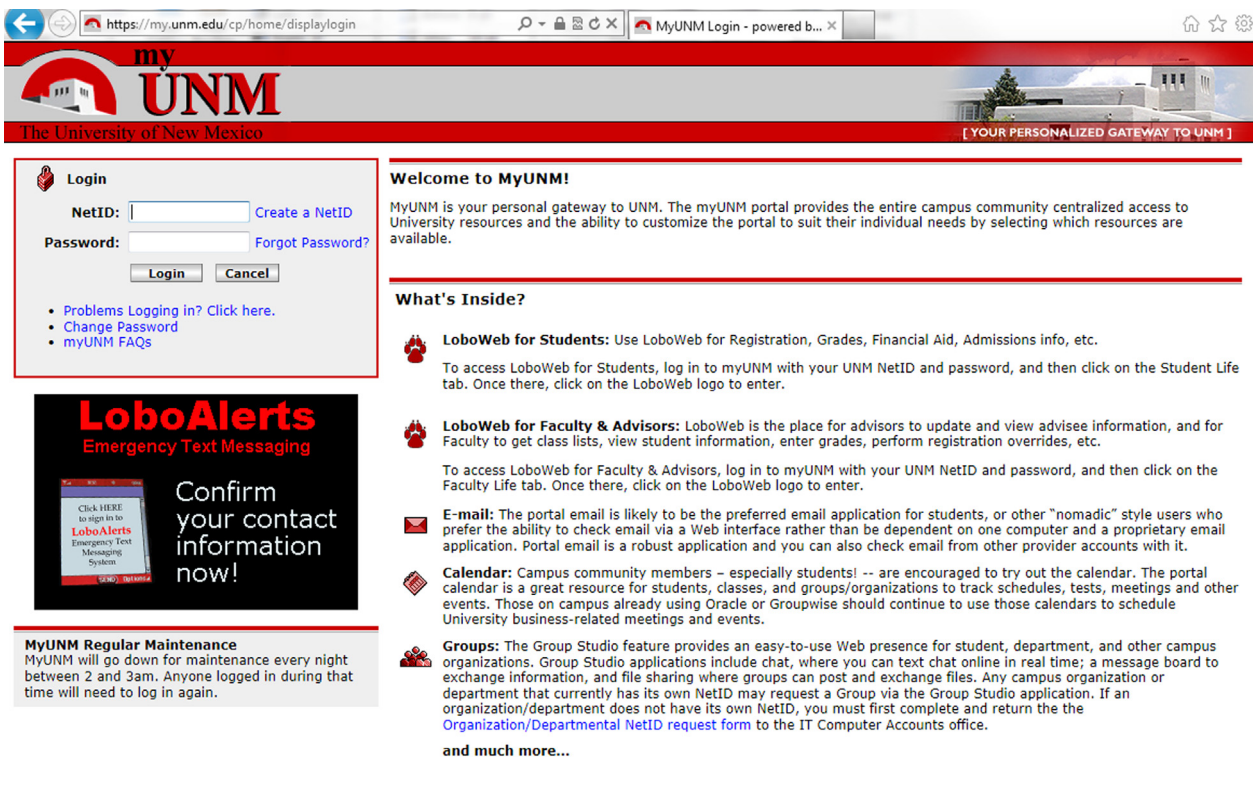 https://my.unm.edu/cp/home/displaylogin
MyUNM Login - powered b...
my
UNM
The University of New Mexico
[ YOUR PERSONALIZED GATEWAY TO UNM ]
Login
NetID:
Create a NetID
Password:
Forgot Password?
Login Cancel
• Problems Logging in? Click here.
• Change Password
• myUNM FAQs
LoboAlerts
Emergency Text Messaging
Click HERE
to sign in to
LoboAlerts
Emergency Text
Messaging
System
SEND Options
Confirm
your contact
information
now!
MyUNM Regular Maintenance
MyUNM will go down for maintenance every night
between 2 and 3am. Anyone logged in during that
time will need to log in again.
Welcome to MyUNM!
MyUNM is your personal gateway to UNM. The myUNM portal provides the entire campus community centralized access to
University resources and the ability to customize the portal to suit their individual needs by selecting which resources are
available.
What's Inside?
LoboWeb for Students: Use LoboWeb for Registration, Grades, Financial Aid, Admissions info, etc.
To access LoboWeb for Students, log in to myUNM with your UNM NetID and password, and then click on the Student Life
tab. Once there, click on the LoboWeb logo to enter.
LoboWeb for Faculty & Advisors: LoboWeb is the place for advisors to update and view advisee information, and for
Faculty to get class lists, view student information, enter grades, perform registration overrides, etc.
To access LoboWeb for Faculty & Advisors, log in to myUNM with your UNM NetID and password, and then click on the
Faculty Life tab. Once there, click on the LoboWeb logo to enter.
E-mail: The portal email is likely to be the preferred email application for students, or other “nomadic” style users who
prefer the ability to check email via a Web interface rather than be dependent on one computer and a proprietary email
application. Portal email is a robust application and you can also check email from other provider accounts with it.
Calendar: Campus community members – especially students! -- are encouraged to try out the calendar. The portal
calendar is a great resource for students, classes, and groups/organizations to track schedules, tests, meetings and other
events. Those on campus already using Oracle or Groupwise should continue to use those calendars to schedule
University business-related meetings and events.
Groups: The Group Studio feature provides an easy-to-use Web presence for student, department, and other campus
organizations. Group Studio applications include chat, where you can text chat online in real time; a message board to
exchange information, and file sharing where groups can post and exchange files. Any campus organization or
department that currently has its own NetID may request a Group via the Group Studio application. If an
organization/department does not have its own NetID, you must first complete and return the the
Organization/Departmental NetID request form to the IT Computer Accounts office.
and much more...